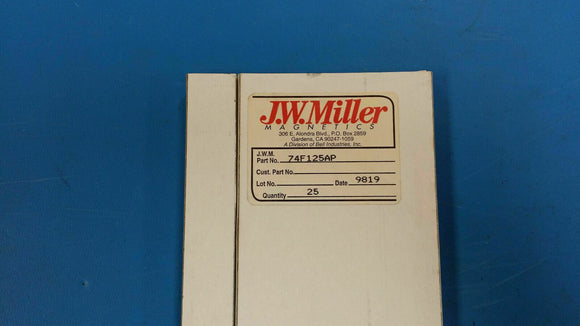 J.W. Miller
MAGNETICS
306 E. Alondra Blvd., P.O. Box 2859
Gardena, CA 90247-1059
A Division of Bell Industries, Inc.
J.W.M.
Part No. 74F125AP
Cust. Part No.
Lot No. Date 9819
Quantity 25